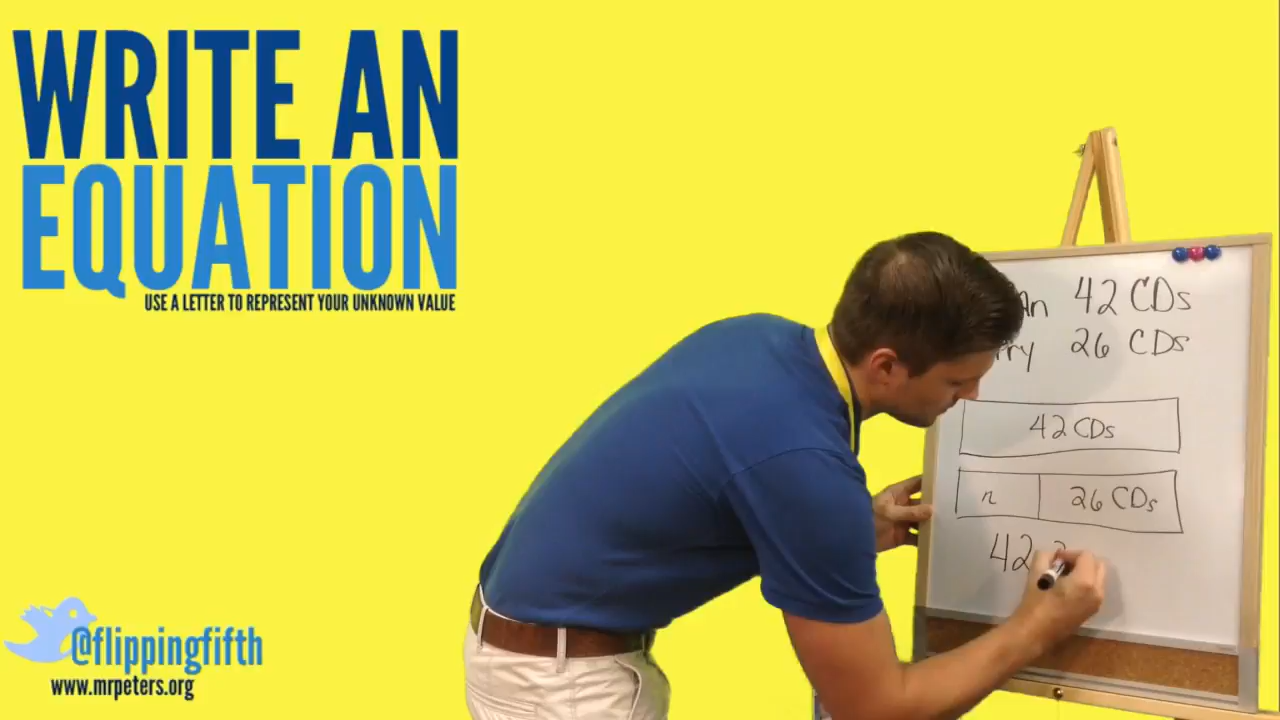 WRITE AN
EQUATION
USE A LETTER TO REPRESENT YOUR UNKNOWN VALUE
42 CDs
26 CDs
42 CDs
n 26 CDs
42
@flippingfifth
www.mrpeters.org